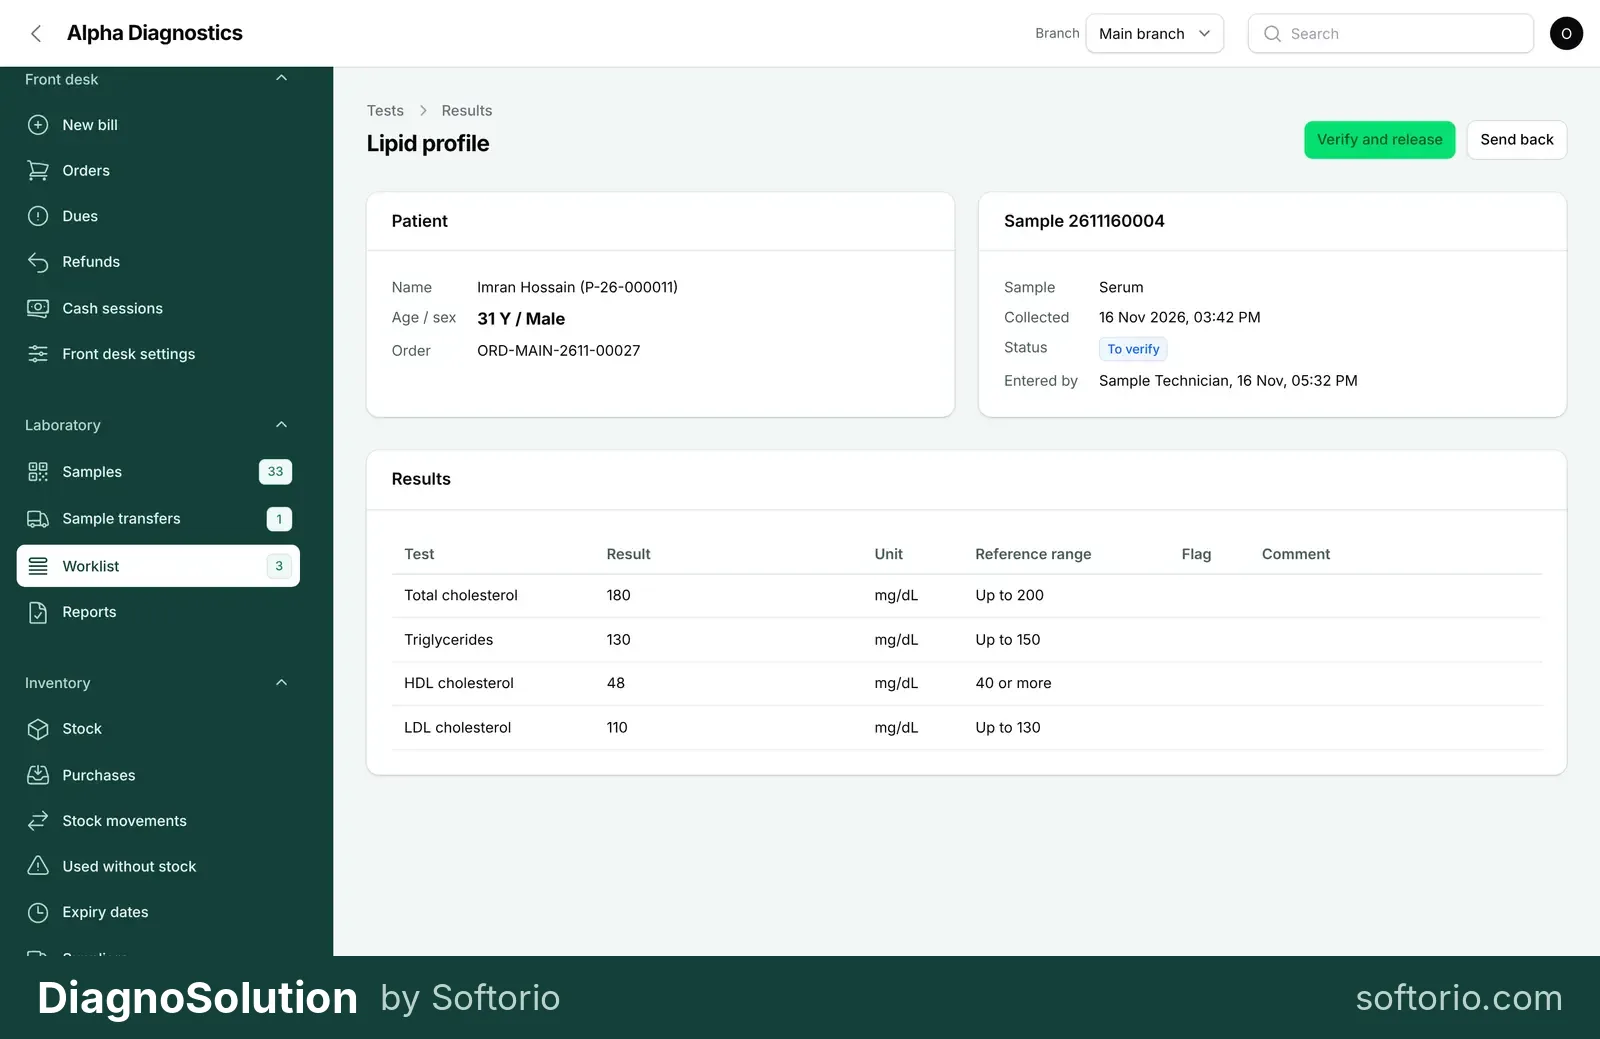 Alpha Diagnostics
Branch
Main branch
Search
O
Front desk
New bill
Orders
Dues
Refunds
Cash sessions
Front desk settings
Laboratory
Samples 33
Sample transfers 1
Worklist 3
Reports
Inventory
Stock
Purchases
Stock movements
Used without stock
Expiry dates
Tests > Results
Lipid profile
Verify and release
Send back
Patient
Name Imran Hossain (P-26-000011)
Age / sex 31 Y / Male
Order ORD-MAIN-2611-00027
Sample 2611160004
Sample Serum
Collected 16 Nov 2026, 03:42 PM
Status To verify
Entered by Sample Technician, 16 Nov, 05:32 PM
Results
Test Result Unit Reference range Flag Comment
Total cholesterol 180 mg/dL Up to 200
Triglycerides 130 mg/dL Up to 150
HDL cholesterol 48 mg/dL 40 or more
LDL cholesterol 110 mg/dL Up to 130
DiagnoSolution by Softorio
softorio.com